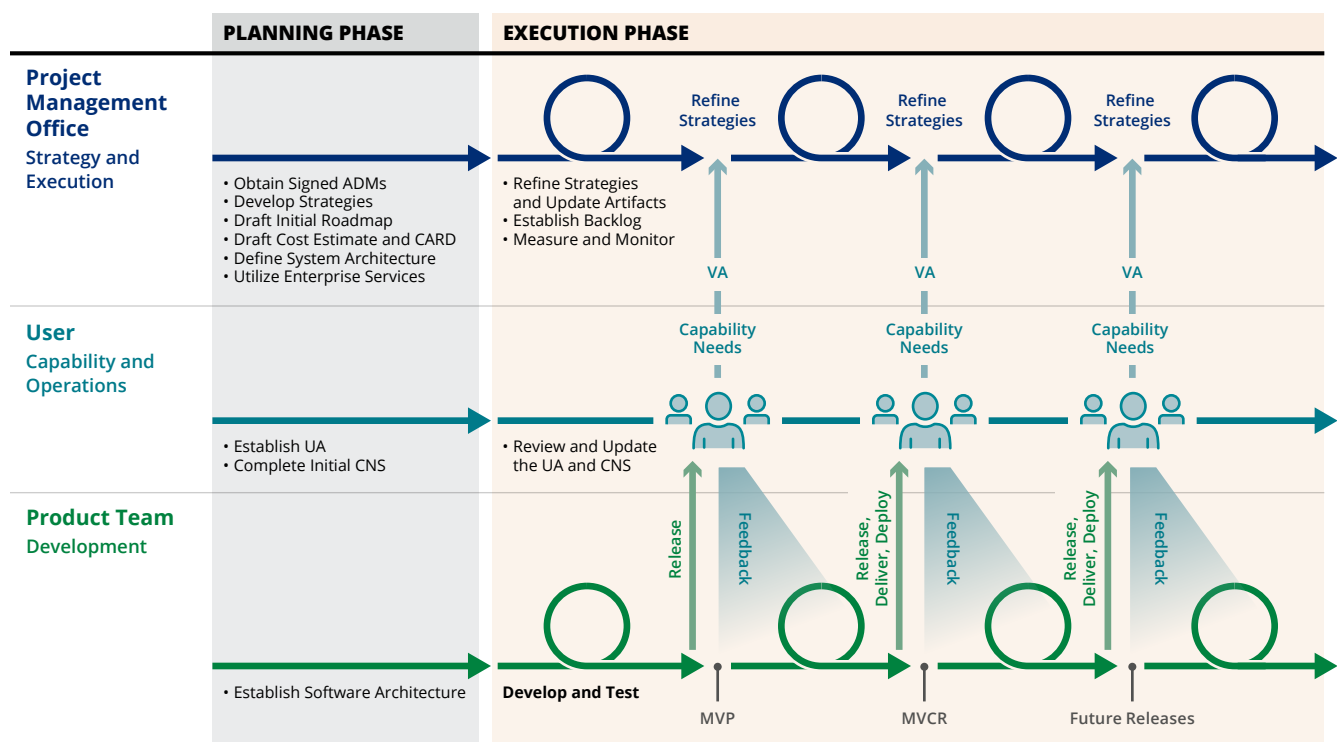 PLANNING PHASE
EXECUTION PHASE
Project
Management
Office
Strategy and
Execution
• Obtain Signed ADMs
• Develop Strategies
• Draft Initial Roadmap
• Draft Cost Estimate and CARD
• Define System Architecture
• Utilize Enterprise Services
• Refine Strategies
and Update Artifacts
• Establish Backlog
• Measure and Monitor
Refine
Strategies
Refine
Strategies
Refine
Strategies
VA
VA
VA
User
Capability and
Operations
• Establish UA
• Complete Initial CNS
• Review and Update
the UA and CNS
Capability
Needs
Capability
Needs
Capability
Needs
Product Team
Development
• Establish Software Architecture
Develop and Test
Release
Feedback
Release,
Deliver, Deploy
Feedback
Release,
Deliver, Deploy
Feedback
MVP
MVCR
Future Releases